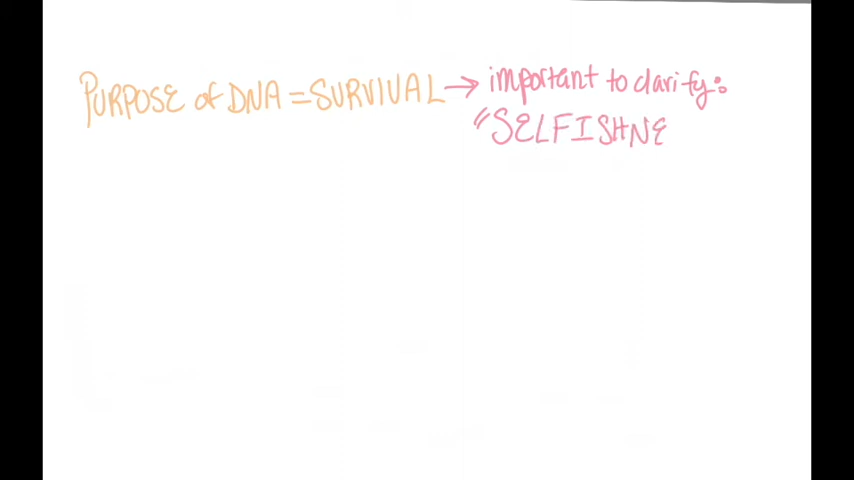 PURPOSE of DNA = SURVIVAL → important to clarify:
"SELFISHNE